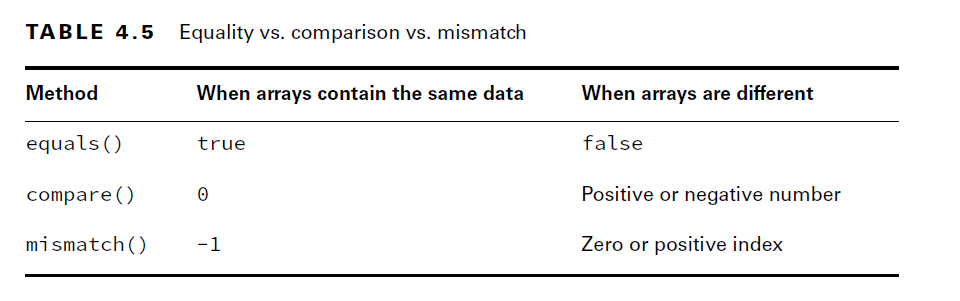 TABLE 4.5 Equality vs. comparison vs. mismatch
Method When arrays contain the same data When arrays are different
equals() true false
compare() 0 Positive or negative number
mismatch() -1 Zero or positive index